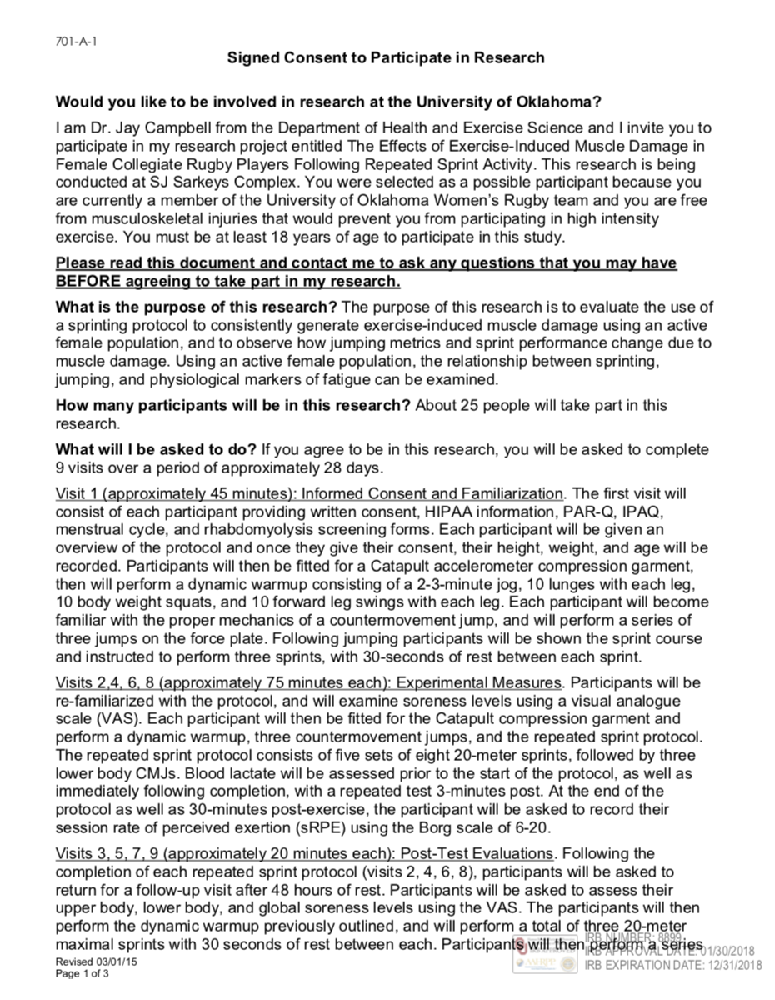 701-A-1
Signed Consent to Participate in Research
Would you like to be involved in research at the University of Oklahoma?
I am Dr. Jay Campbell from the Department of Health and Exercise Science and I invite you to
participate in my research project entitled The Effects of Exercise-Induced Muscle Damage in
Female Collegiate Rugby Players Following Repeated Sprint Activity. This research is being
conducted at SJ Sarkeys Complex. You were selected as a possible participant because you
are currently a member of the University of Oklahoma Women's Rugby team and you are free
from musculoskeletal injuries that would prevent you from participating in high intensity
exercise. You must be at least 18 years of age to participate in this study.
Please read this document and contact me to ask any questions that you may have
BEFORE agreeing to take part in my research.
What is the purpose of this research? The purpose of this research is to evaluate the use of
a sprinting protocol to consistently generate exercise-induced muscle damage using an active
female population, and to observe how jumping metrics and sprint performance change due to
muscle damage. Using an active female population, the relationship between sprinting,
jumping, and physiological markers of fatigue can be examined.
How many participants will be in this research? About 25 people will take part in this
research.
What will I be asked to do? If you agree to be in this research, you will be asked to complete
9 visits over a period of approximately 28 days.
Visit 1 (approximately 45 minutes): Informed Consent and Familiarization. The first visit will
consist of each participant providing written consent, HIPAA information, PAR-Q, IPAQ,
menstrual cycle, and rhabdomyolysis screening forms. Each participant will be given an
overview of the protocol and once they give their consent, their height, weight, and age will be
recorded. Participants will then be fitted for a Catapult accelerometer compression garment,
then will perform a dynamic warmup consisting of a 2-3-minute jog, 10 lunges with each leg,
10 body weight squats, and 10 forward leg swings with each leg. Each participant will become
familiar with the proper mechanics of a countermovement jump, and will perform a series of
three jumps on the force plate. Following jumping participants will be shown the sprint course
and instructed to perform three sprints, with 30-seconds of rest between each sprint.
Visits 2,4, 6, 8 (approximately 75 minutes each): Experimental Measures. Participants will be
re-familiarized with the protocol, and will examine soreness levels using a visual analogue
scale (VAS). Each participant will then be fitted for the Catapult compression garment and
perform a dynamic warmup, three countermovement jumps, and the repeated sprint protocol.
The repeated sprint protocol consists of five sets of eight 20-meter sprints, followed by three
lower body CMJs. Blood lactate will be assessed prior to the start of the protocol, as well as
immediately following completion, with a repeated test 3-minutes post. At the end of the
protocol as well as 30-minutes post-exercise, the participant will be asked to record their
session rate of perceived exertion (sRPE) using the Borg scale of 6-20.
Visits 3, 5, 7, 9 (approximately 20 minutes each): Post-Test Evaluations. Following the
completion of each repeated sprint protocol (visits 2, 4, 6, 8), participants will be asked to
return for a follow-up visit after 48 hours of rest. Participants will be asked to assess their
upper body, lower body, and global soreness levels using the VAS. The participants will then
perform the dynamic warmup previously outlined, and will perform a total of three 20-meter
maximal sprints with 30 seconds of rest between each. Participants will then perform a series
Revised 03/01/15
Page 1 of 3
IRB NUMBER: 8899
IRB APPROVAL DATE: 01/30/2018
IRB EXPIRATION DATE: 12/31/2018